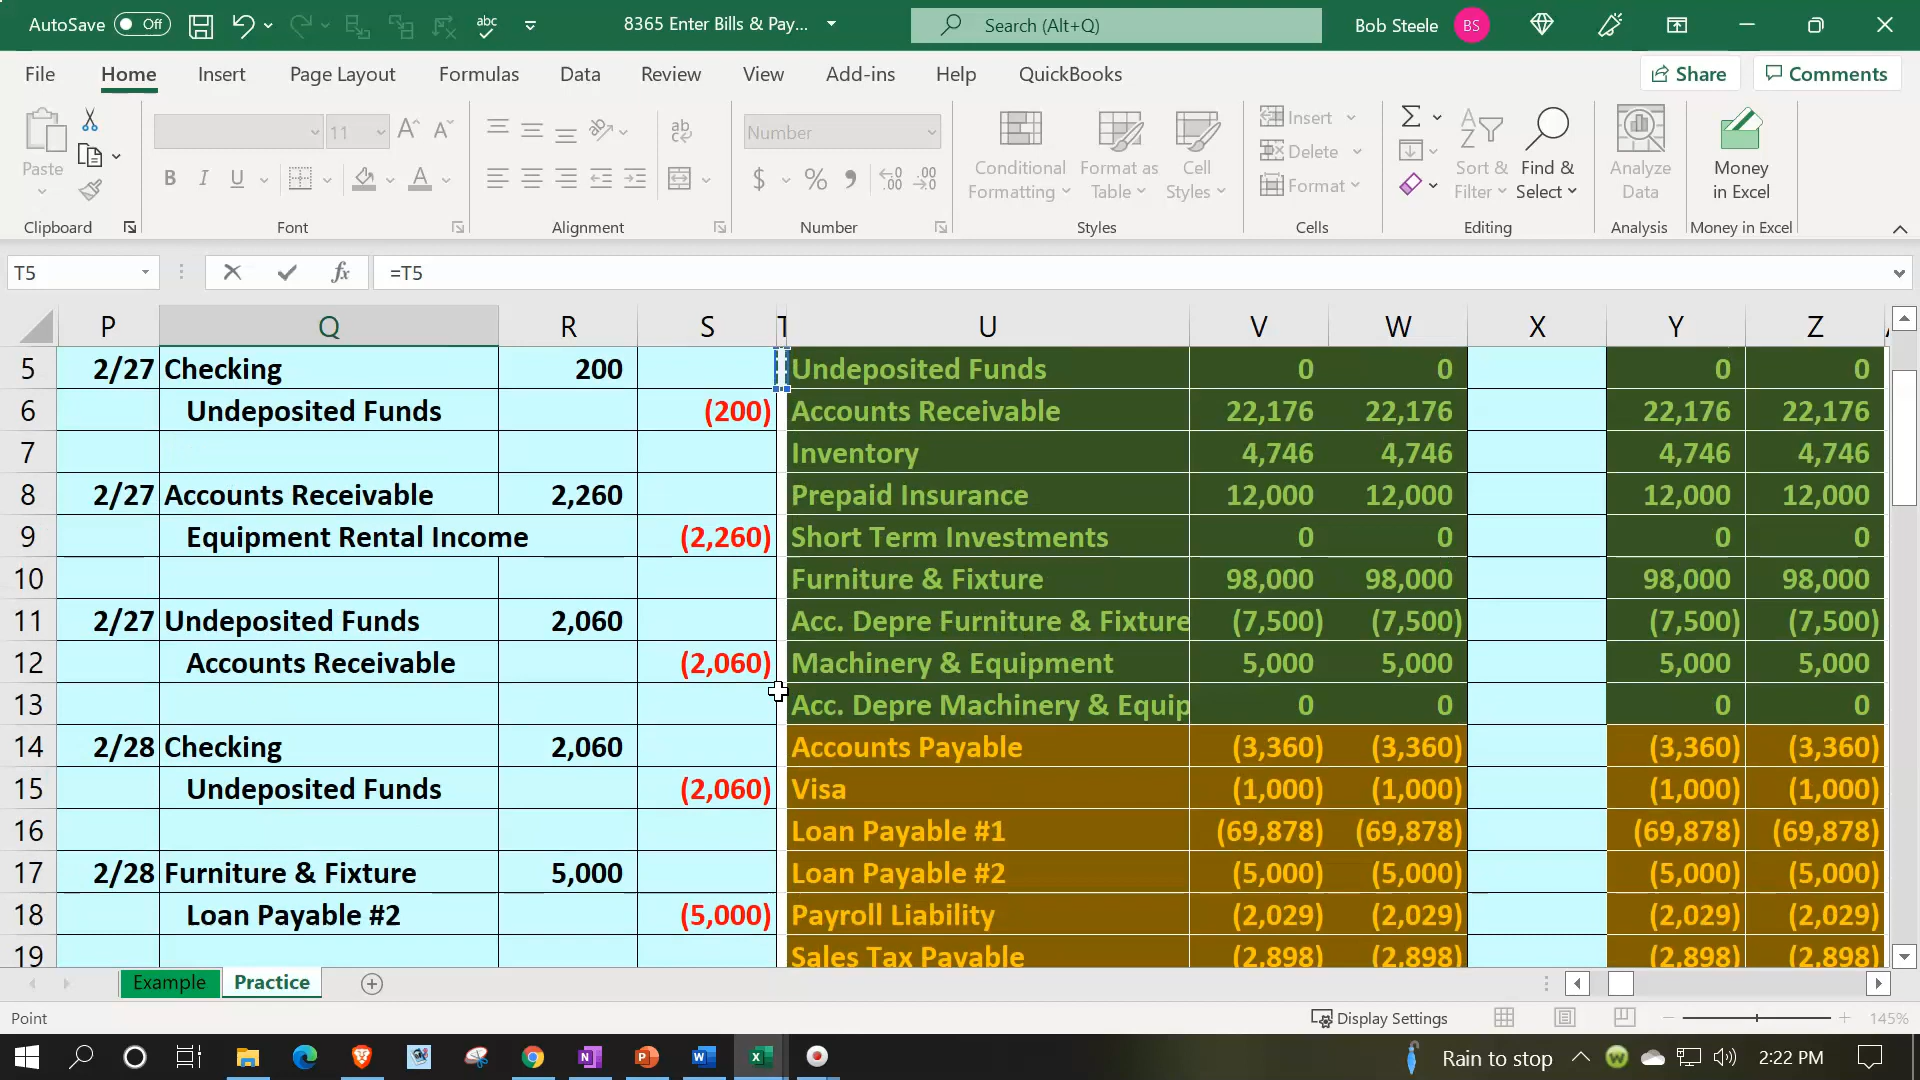 AutoSave Off abc 8365 Enter Bills & Pay... Search (Alt+Q) Bob Steele BS
File Home Insert Page Layout Formulas Data Review View Add-ins Help QuickBooks Share Comments
Paste 11 A A ab Number Conditional Formatting Format as Table Cell Styles Insert Delete Format Sort & Filter Find & Select Analyze Data Money in Excel
B I U A $ %
Clipboard Font Alignment Number Styles Cells Editing Analysis Money in Excel
T5 fx =T5
P Q R S T U V W X Y Z
5 2/27 Checking 200 Undeposited Funds 0 0 0 0
6 Undeposited Funds (200) Accounts Receivable 22,176 22,176 22,176 22,176
7 Inventory 4,746 4,746 4,746 4,746
8 2/27 Accounts Receivable 2,260 Prepaid Insurance 12,000 12,000 12,000 12,000
9 Equipment Rental Income (2,260) Short Term Investments 0 0 0 0
10 Furniture & Fixture 98,000 98,000 98,000 98,000
11 2/27 Undeposited Funds 2,060 Acc. Depre Furniture & Fixture (7,500) (7,500) (7,500) (7,500)
12 Accounts Receivable (2,060) Machinery & Equipment 5,000 5,000 5,000 5,000
13 Acc. Depre Machinery & Equip 0 0 0 0
14 2/28 Checking 2,060 Accounts Payable (3,360) (3,360) (3,360) (3,360)
15 Undeposited Funds (2,060) Visa (1,000) (1,000) (1,000) (1,000)
16 Loan Payable #1 (69,878) (69,878) (69,878) (69,878)
17 2/28 Furniture & Fixture 5,000 Loan Payable #2 (5,000) (5,000) (5,000) (5,000)
18 Loan Payable #2 (5,000) Payroll Liability (2,029) (2,029) (2,029) (2,029)
19 Sales Tax Payable (2,898) (2,898) (2,898) (2,898)
Example Practice
Point Display Settings 145%
Rain to stop 2:22 PM